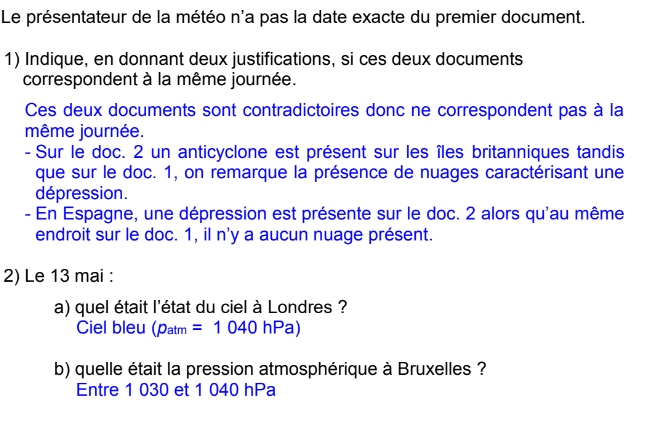 Le présentateur de la météo n’a pas la date exacte du premier document.
1) Indique, en donnant deux justifications, si ces deux documents
correspondent à la même journée.
Ces deux documents sont contradictoires donc ne correspondent pas à la
même journée.
- Sur le doc. 2 un anticyclone est présent sur les îles britanniques tandis
que sur le doc. 1, on remarque la présence de nuages caractérisant une
dépression.
- En Espagne, une dépression est présente sur le doc. 2 alors qu’au même
endroit sur le doc. 1, il n’y a aucun nuage présent.
2) Le 13 mai :
a) quel était l’état du ciel à Londres ?
Ciel bleu (patm = 1 040 hPa)
b) quelle était la pression atmosphérique à Bruxelles ?
Entre 1 030 et 1 040 hPa